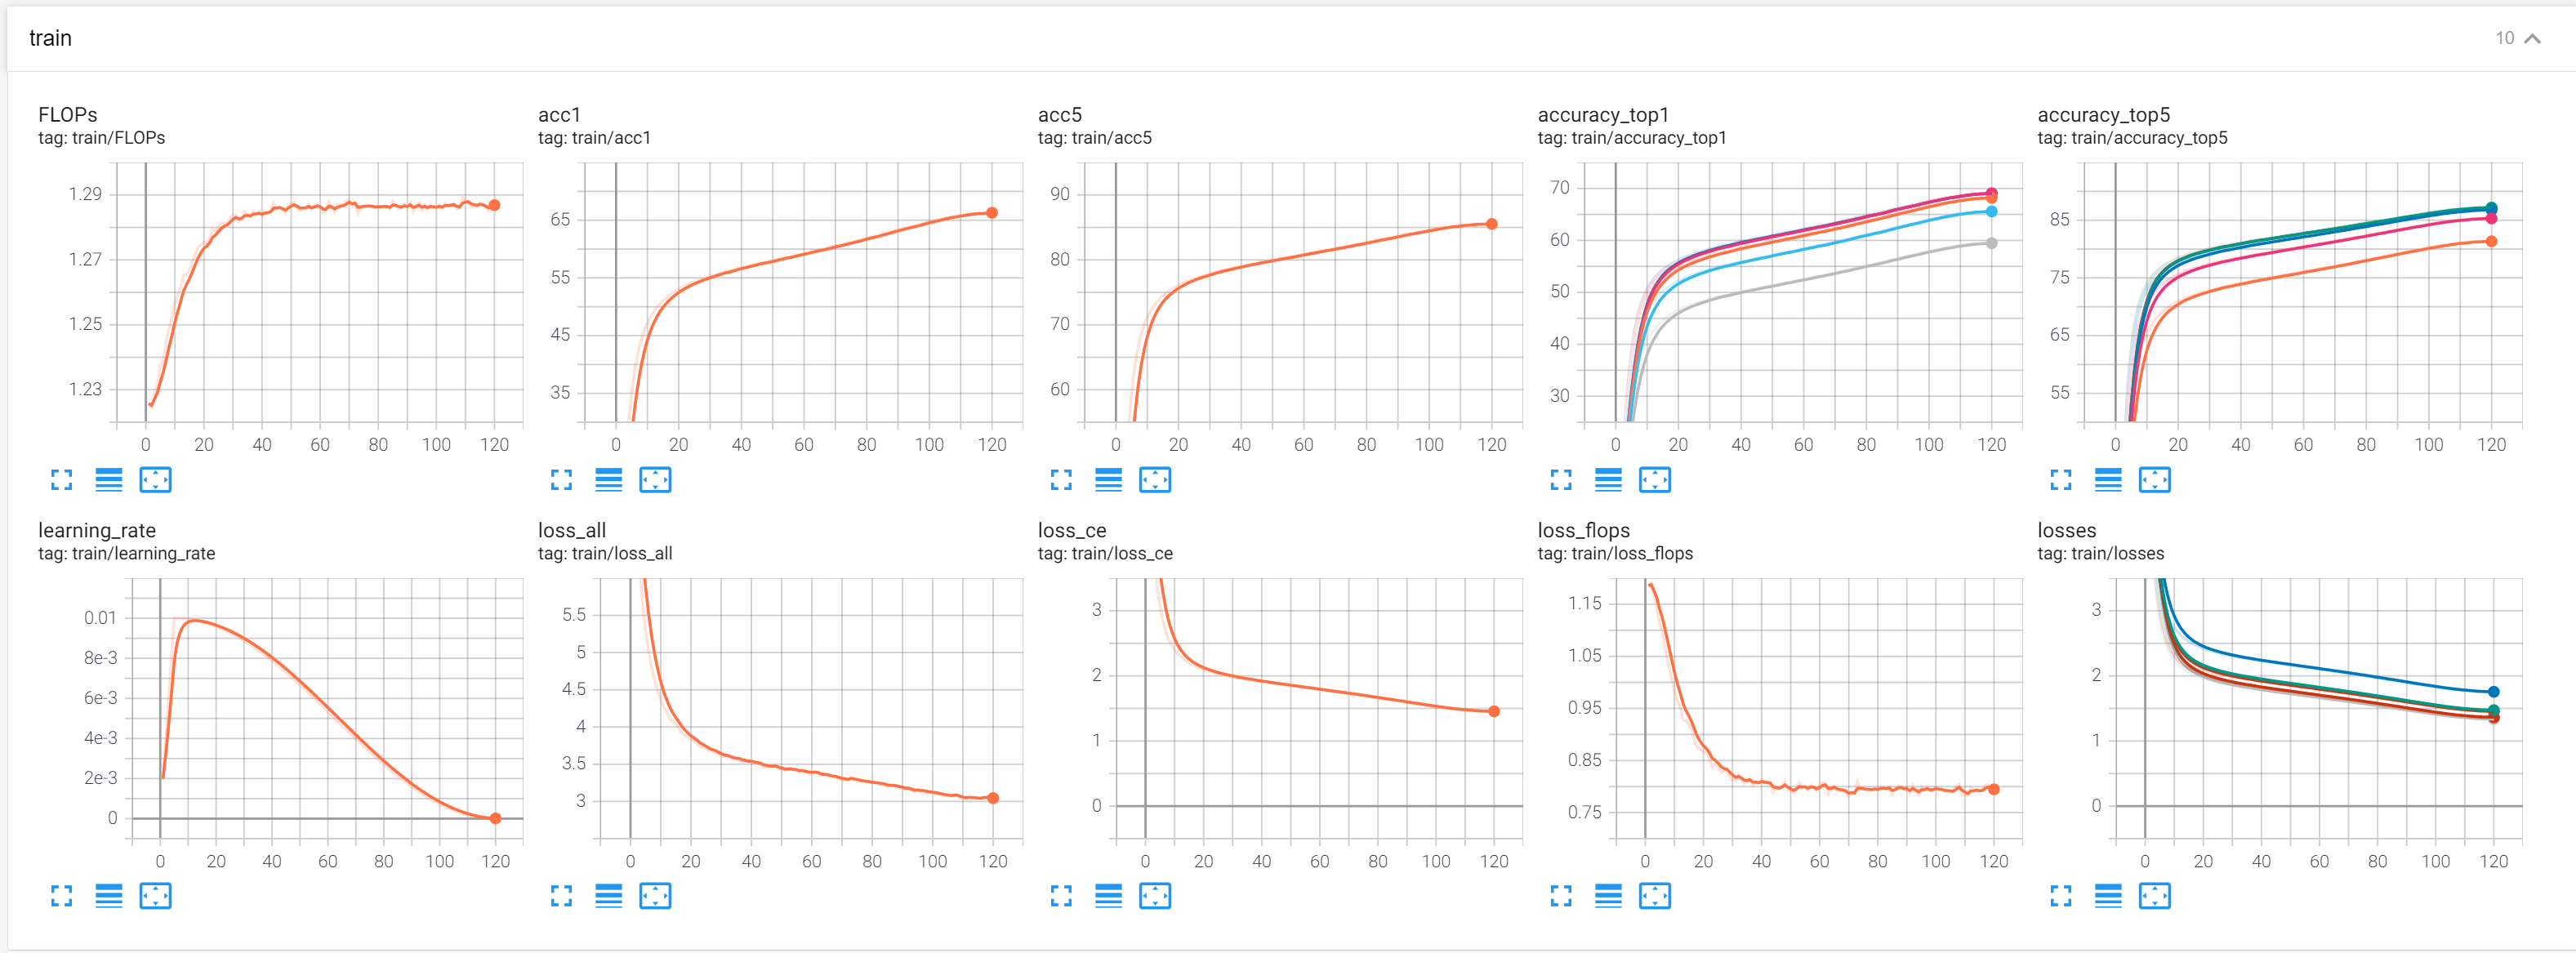 train
10
FLOPs
tag: train/FLOPs
1.29
1.27
1.25
1.23
0 20 40 60 80 100 120
acc1
tag: train/acc1
65
55
45
35
0 20 40 60 80 100 120
acc5
tag: train/acc5
90
80
70
60
0 20 40 60 80 100 120
accuracy_top1
tag: train/accuracy_top1
70
60
50
40
30
0 20 40 60 80 100 120
accuracy_top5
tag: train/accuracy_top5
85
75
65
55
0 20 40 60 80 100 120
learning_rate
tag: train/learning_rate
0.01
8e-3
6e-3
4e-3
2e-3
0
0 20 40 60 80 100 120
loss_all
tag: train/loss_all
5.5
5
4.5
4
3.5
3
0 20 40 60 80 100 120
loss_ce
tag: train/loss_ce
3
2
1
0
0 20 40 60 80 100 120
loss_flops
tag: train/loss_flops
1.15
1.05
0.95
0.85
0.75
0 20 40 60 80 100 120
losses
tag: train/losses
3
2
1
0
0 20 40 60 80 100 120